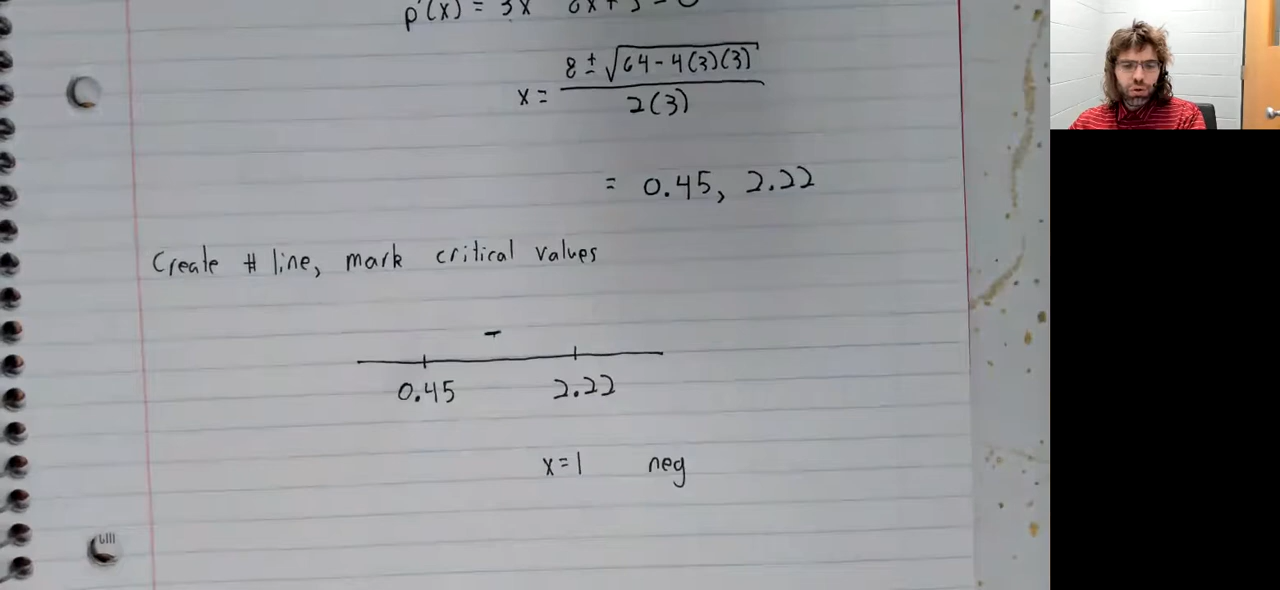 p'(x) = 3x
x = 8 ± √64-4(3)(3) / 2(3)
= 0.45, 2.22
Create # line, mark critical values
-
0.45 2.22
x=1 neg